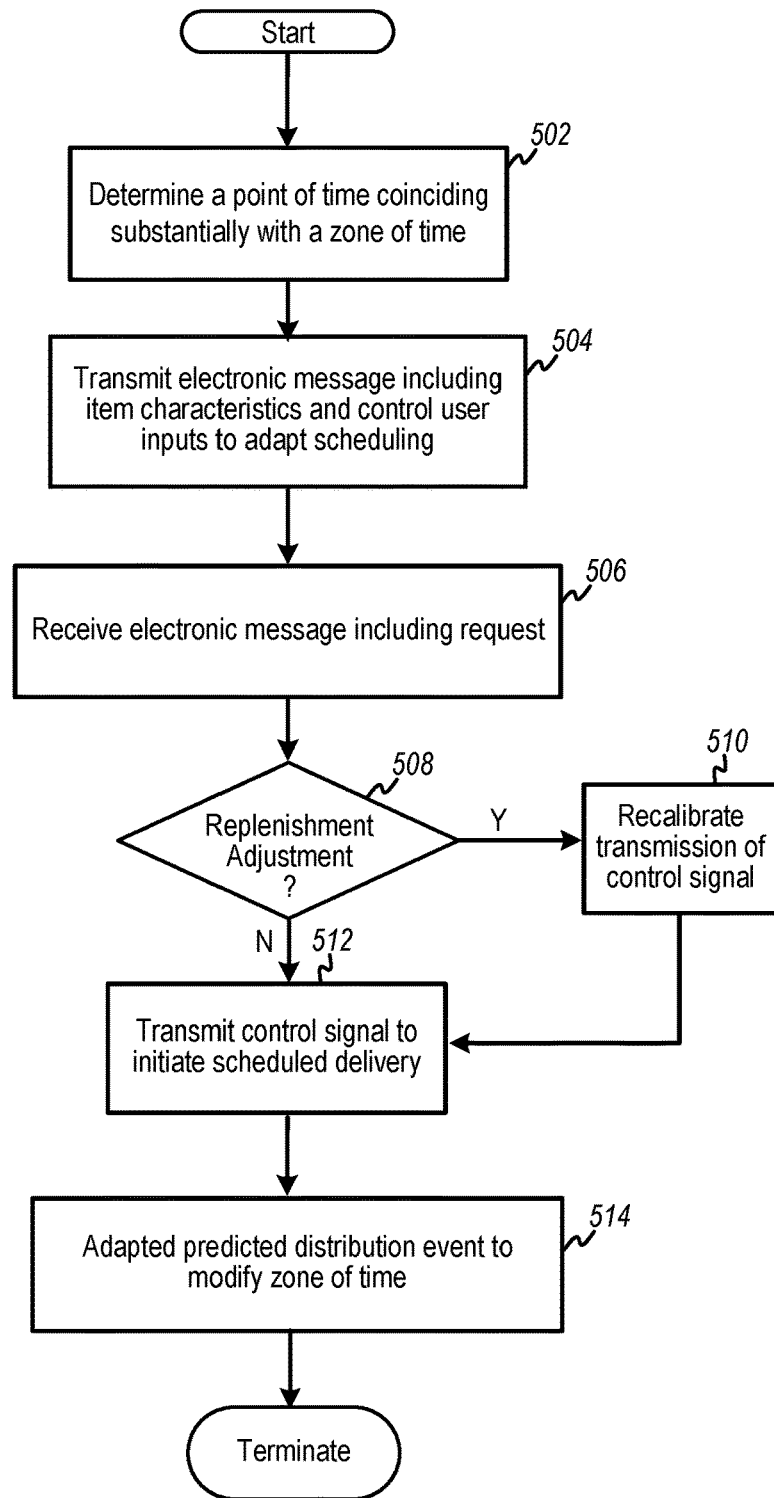 Start
502
Determine a point of time coinciding
substantially with a zone of time
504
Transmit electronic message including
item characteristics and control user
inputs to adapt scheduling
506
Receive electronic message including request
508
Replenishment
Adjustment
?
Y
510
Recalibrate
transmission of
control signal
N
512
Transmit control signal to
initiate scheduled delivery
514
Adapted predicted distribution event to
modify zone of time
Terminate